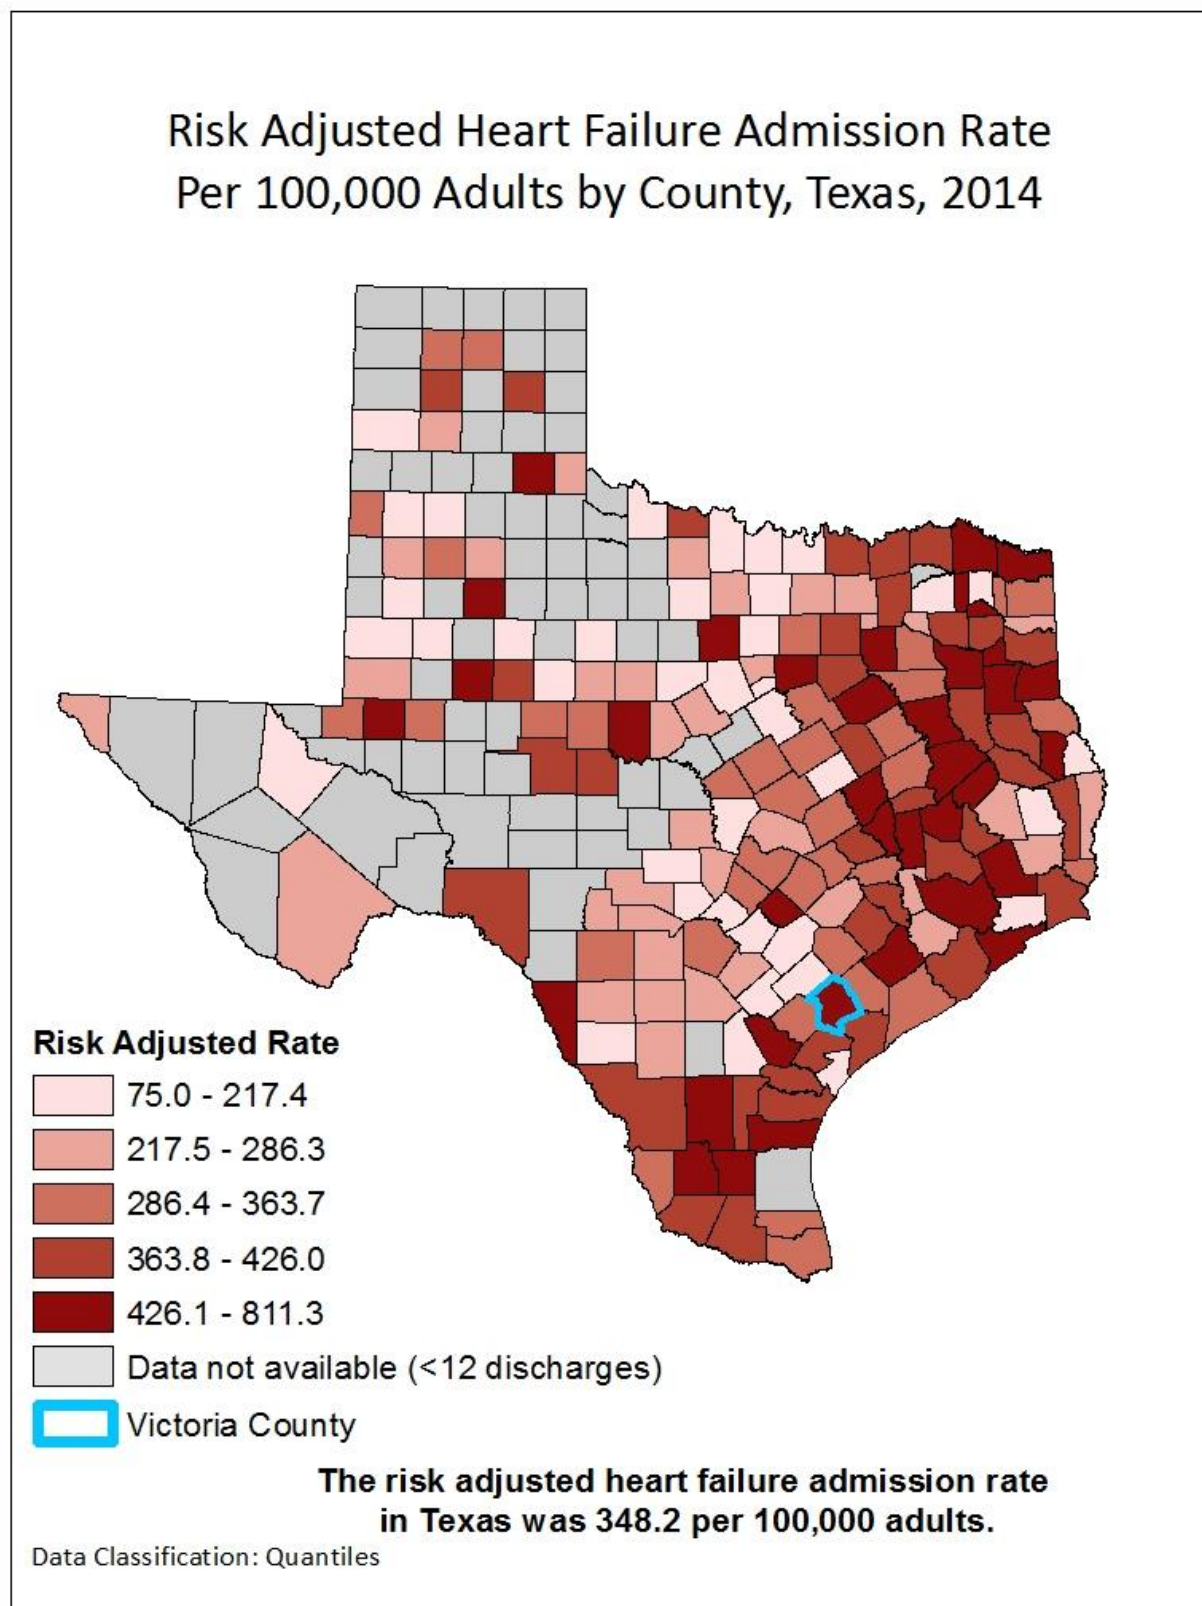 Risk Adjusted Heart Failure Admission Rate
Per 100,000 Adults by County, Texas, 2014
Risk Adjusted Rate
75.0 - 217.4
217.5 - 286.3
286.4 - 363.7
363.8 - 426.0
426.1 - 811.3
Data not available (<12 discharges)
Victoria County
The risk adjusted heart failure admission rate
in Texas was 348.2 per 100,000 adults.
Data Classification: Quantiles